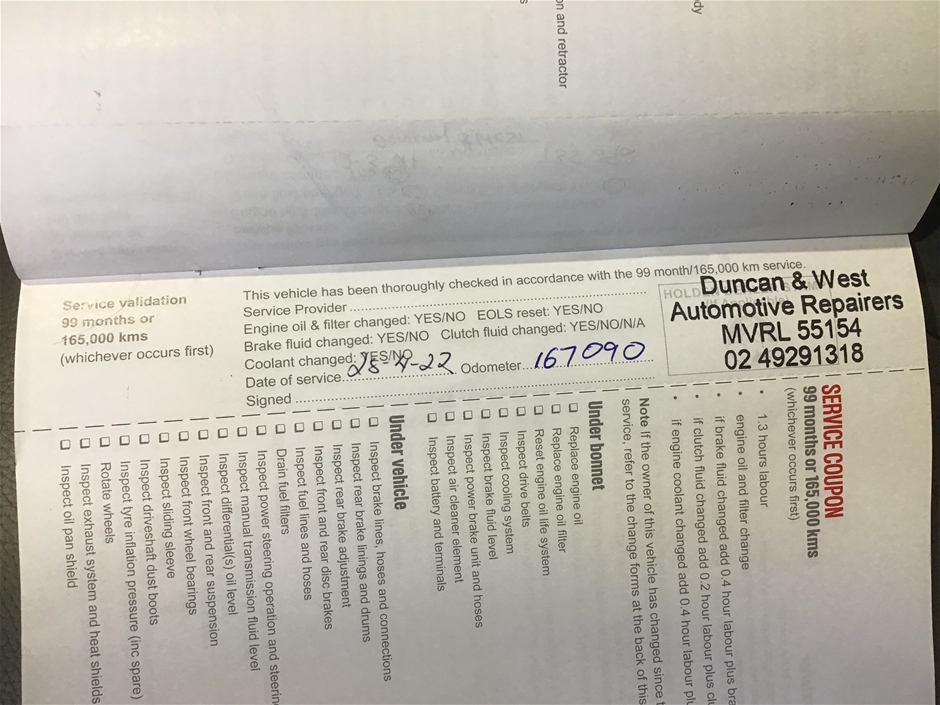 on and retractor
Service validation
99 months or
165,000 kms
(whichever occurs first)
This vehicle has been thoroughly checked in accordance with the 99 month/165,000 km service.
Service Provider
Engine oil & filter changed: YES/NO EOLS reset: YES/NO
Brake fluid changed: YES/NO Clutch fluid changed: YES/NO/N/A
Coolant changed: YES/NO
Date of service 28-4-22 Odometer 167090
Signed
HOLD
Duncan & West
Automotive Repairers
MVRL 55154
02 49291318
SERVICE COUPON
99 months or 165,000 kms
(whichever occurs first)
• 1.3 hours labour
• engine oil and filter change
• if brake fluid changed add 0.4 hour labour plus bra
• if clutch fluid changed add 0.2 hour labour plus clu
• if engine coolant changed add 0.4 hour labour plu
Note If the owner of this vehicle has changed since t
service, refer to the change forms at the back of this
Under bonnet
❑ Replace engine oil
❑ Replace engine oil filter
❑ Reset engine oil life system
❑ Inspect drive belts
❑ Inspect cooling system
❑ Inspect brake fluid level
❑ Inspect power brake unit and hoses
❑ Inspect air cleaner element
❑ Inspect battery and terminals
Under vehicle
❑ Inspect brake lines, hoses and connections
❑ Inspect rear brake linings and drums
❑ Inspect rear brake adjustment
❑ Inspect front and rear disc brakes
❑ Inspect fuel lines and hoses
❑ Drain fuel filters
❑ Inspect power steering operation and steerin
❑ Inspect manual transmission fluid level
❑ Inspect differential(s) oil level
❑ Inspect front and rear suspension
❑ Inspect front wheel bearings
❑ Inspect sliding sleeve
❑ Inspect driveshaft dust boots
❑ Inspect tyre inflation pressure (inc spare)
❑ Rotate wheels
❑ Inspect exhaust system and heat shields
❑ Inspect oil pan shield